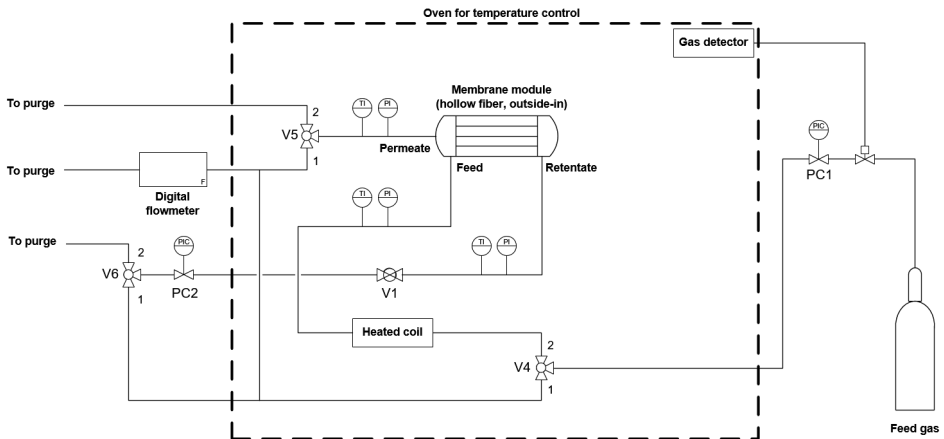 Oven for temperature control
Gas detector
To purge
2
TI
PI
Membrane module
(hollow fiber, outside-in)
V5
PIC
Permeate
1
PC1
To purge
F
Feed
Retentate
Digital
flowmeter
TI
PI
To purge
2
PIC
TI
PI
V6
1
PC2
V1
Heated coil
2
V4
1
Feed gas